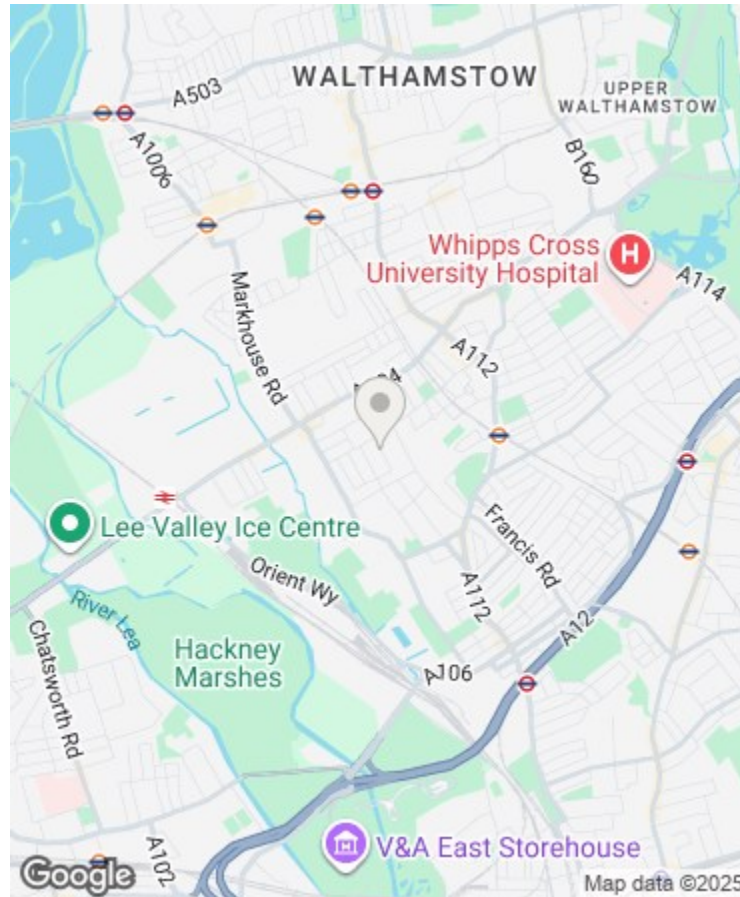 WALTHAMSTOW
UPPER
WALTHAMSTOW
A503
A1006
B160
Whipps Cross
University Hospital
H
A114
Markhouse Rd
A112
Lee Valley Ice Centre
Francis Rd
Orient Wy
A112
River Lea
Hackney
Marshes
A12
Chatsworth Rd
A106
V&A East Storehouse
A102
Google
Map data ©2025